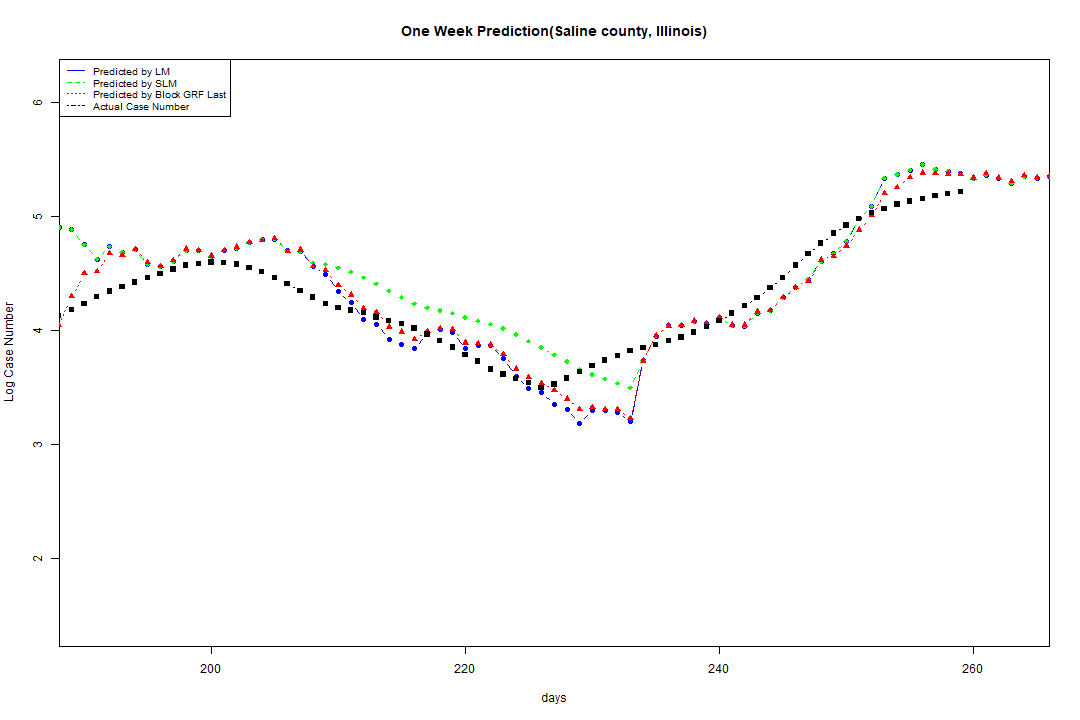 One Week Prediction(Saline county, Illinois)
Predicted by LM
Predicted by SLM
Predicted by Block GRF Last
Actual Case Number
6
5
4
3
2
Log Case Number
200
220
240
260
days